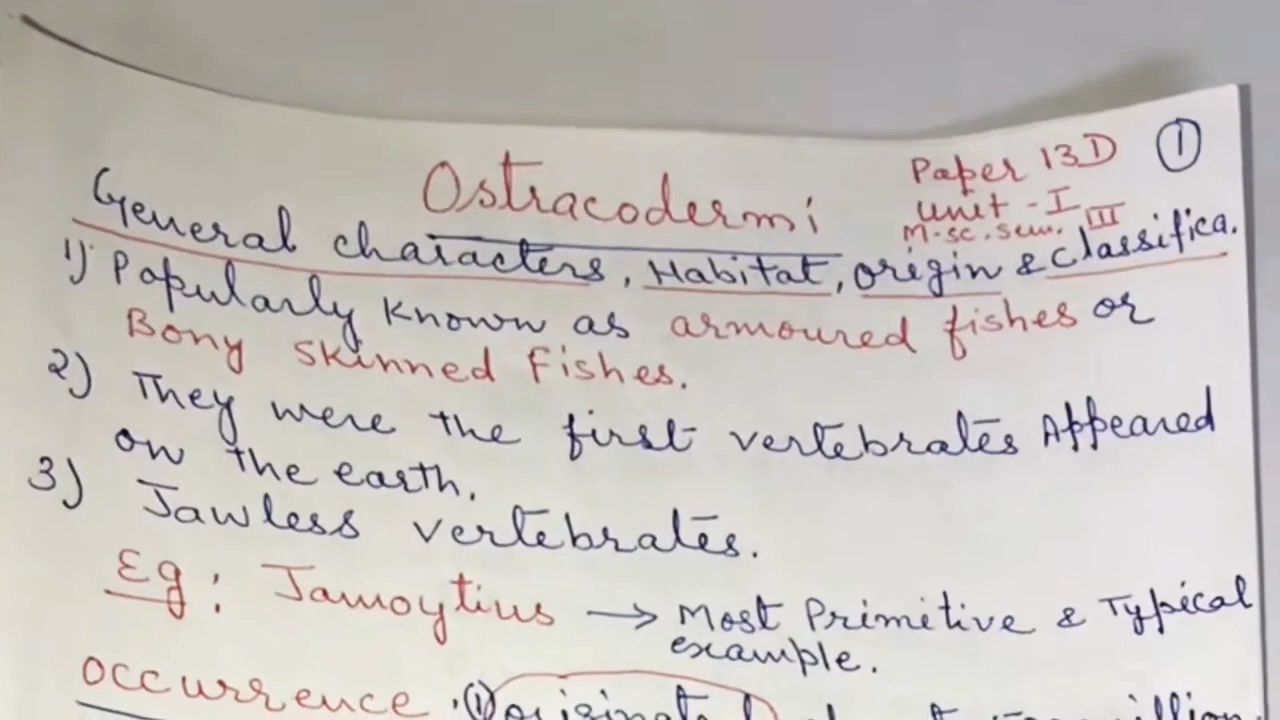 Ostracodermi
Paper 13D ①
Unit - I
M.sc. sem. III
General characters, Habitat, origin & classifica.
1) Popularly known as armoured fishes or
Bony skinned Fishes.
2) They were the first vertebrates Appeared
on the earth.
3) Jawless vertebrates.
Eg: Jamoytius → Most Primitive & Typical
example.
occurrence. ①